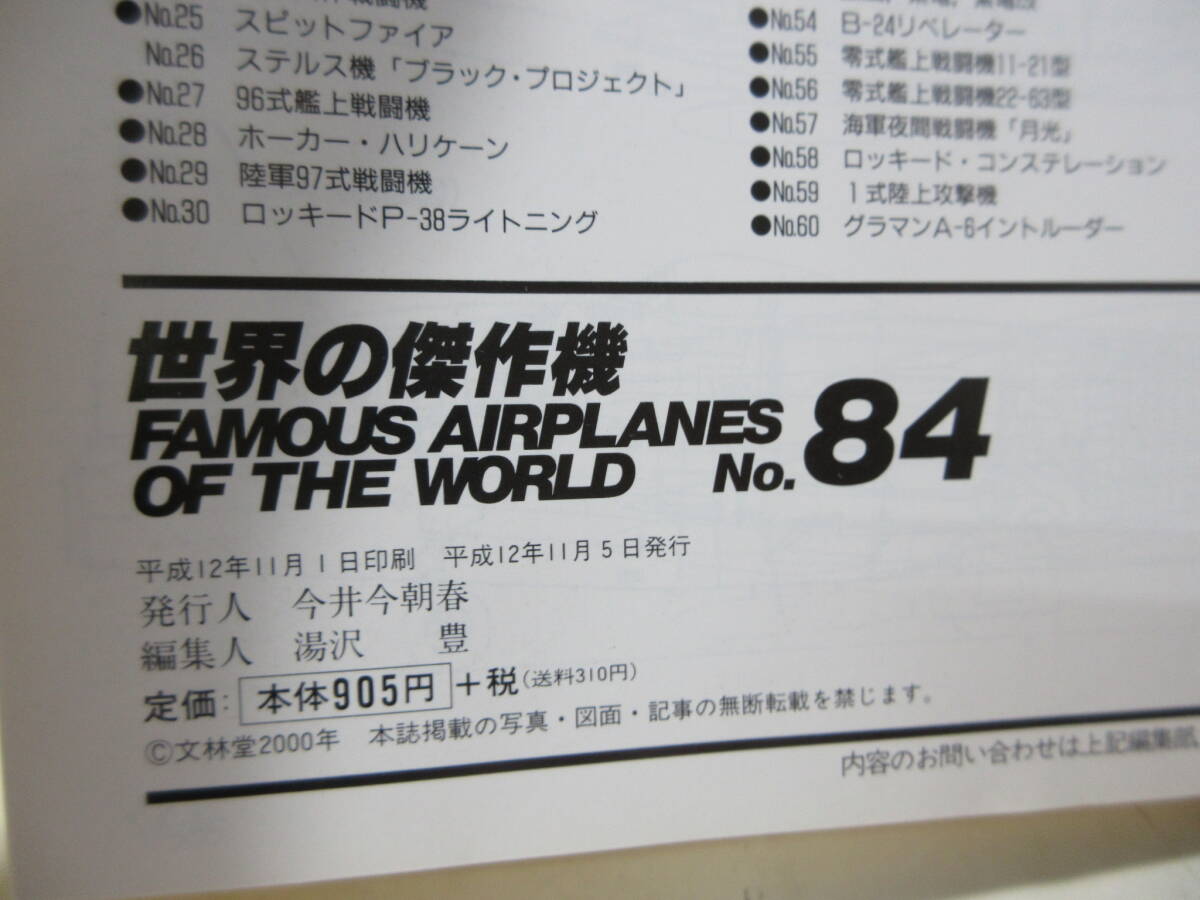 ●No.25 スピットファイア
No.26 ステルス機「ブラック・プロジェクト」
●No.27 96式艦上戦闘機
●No.28 ホーカー・ハリケーン
●No.29 陸軍97式戦闘機
●No.30 ロッキードP-38ライトニング
●No.54 B-24リベレーター
●No.55 零式艦上戦闘機11-21型
●No.56 零式艦上戦闘機22-63型
●No.57 海軍夜間戦闘機「月光」
●No.58 ロッキード・コンステレーション
●No.59 1式陸上攻撃機
●No.60 グラマンA-6イントルーダー
世界の傑作機
FAMOUS AIRPLANES
OF THE WORLD No.84
平成12年11月1日印刷 平成12年11月5日発行
発行人 今井今朝春
編集人 湯沢 豊
定価:本体905円+税(送料310円)
©文林堂2000年 本誌掲載の写真・図面・記事の無断転載を禁じます。
内容のお問い合わせは上記編集部